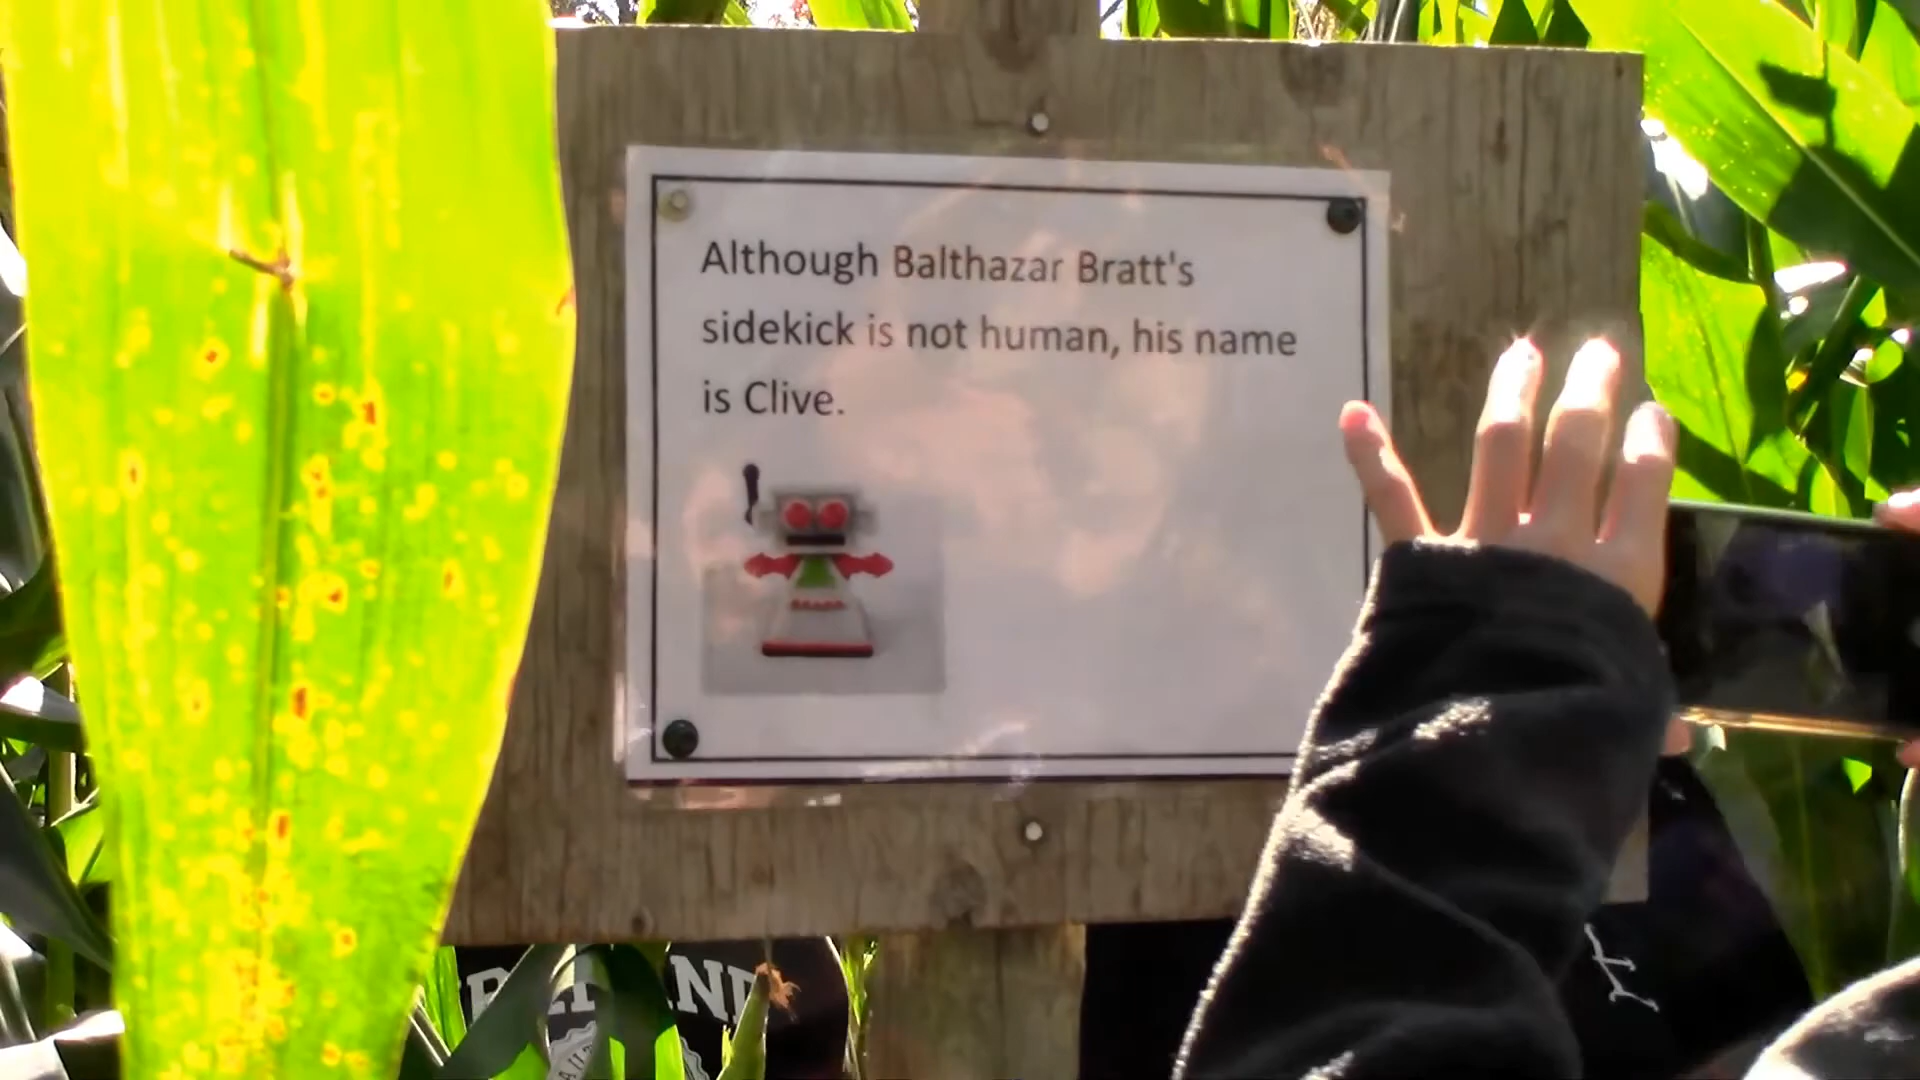 Although Balthazar Bratt's
sidekick is not human, his name
is Clive.